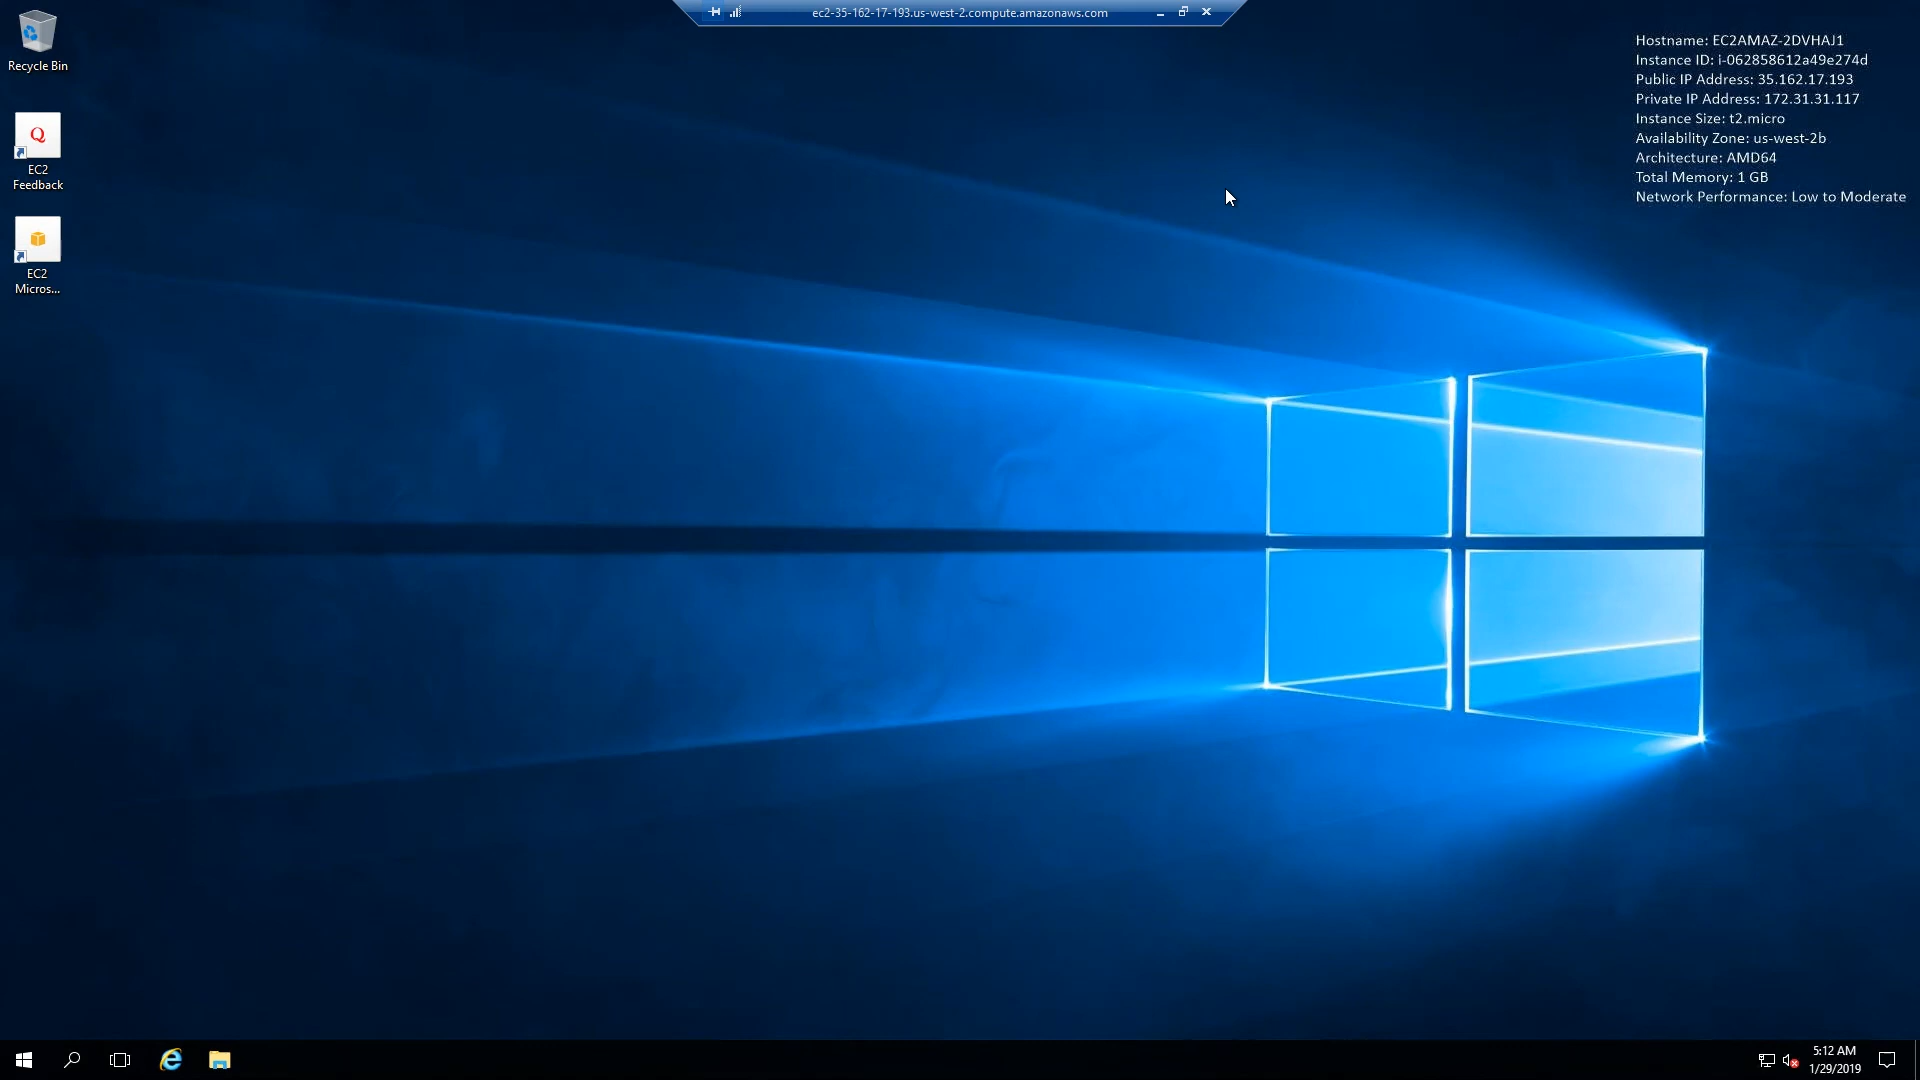 ec2-35-162-17-193.us-west-2.compute.amazonaws.com
Hostname: EC2AMAZ-2DVHAJ1
Instance ID: i-062858612a49e274d
Public IP Address: 35.162.17.193
Private IP Address: 172.31.31.117
Instance Size: t2.micro
Availability Zone: us-west-2b
Architecture: AMD64
Total Memory: 1 GB
Network Performance: Low to Moderate
Recycle Bin
Q
EC2
Feedback
EC2
Micros...
5:12 AM
1/29/2019